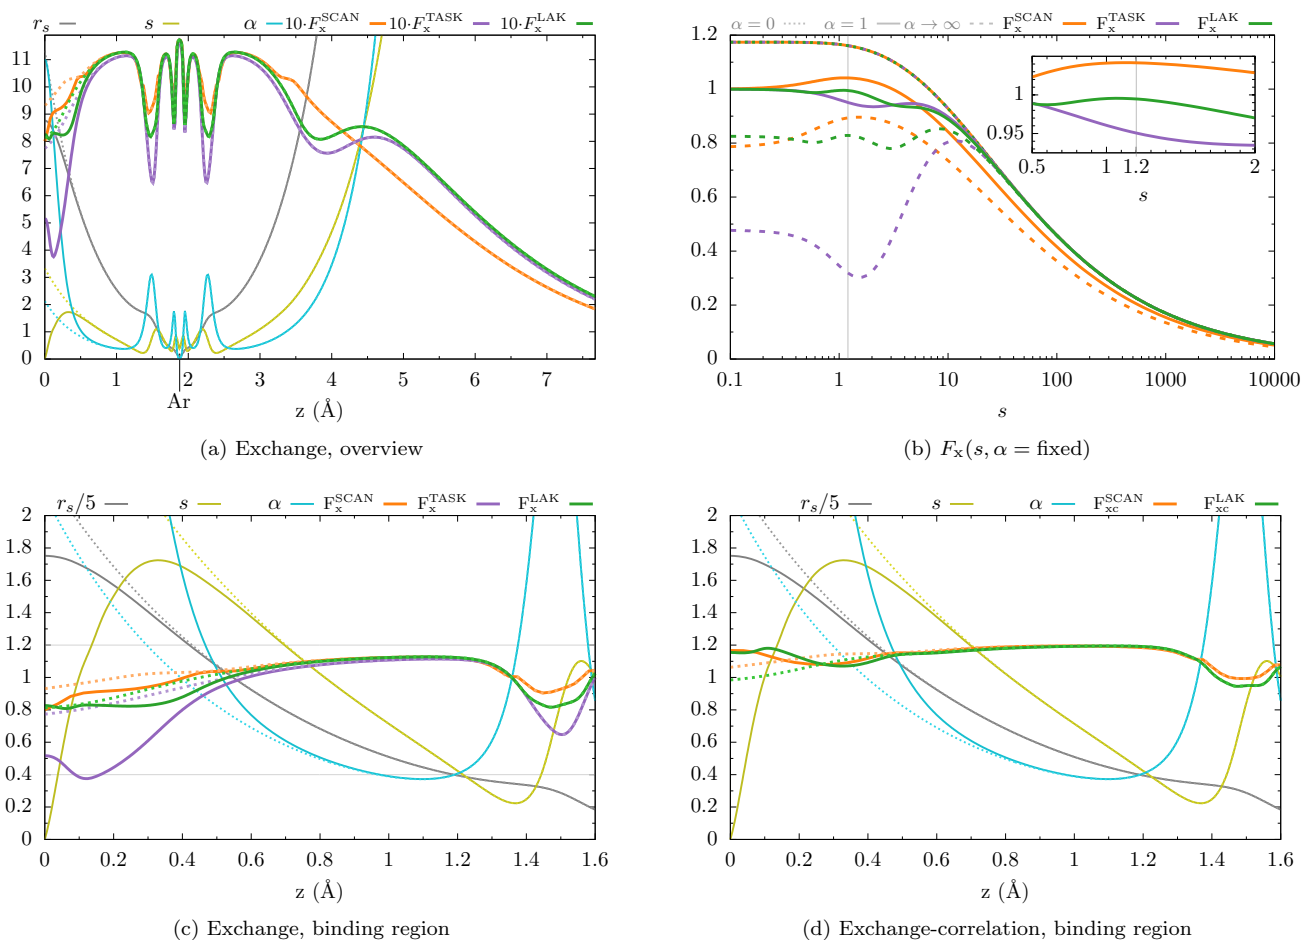 r_s s α 10·F_x^SCAN 10·F_x^TASK 10·F_x^LAK
11
10
9
8
7
6
5
4
3
2
1
0
0 1 2 3 4 5 6 7
Ar
z (Å)
(a) Exchange, overview
α = 0 α = 1 α → ∞ F_x^SCAN F_x^TASK F_x^LAK
1.2
1
0.8
0.6
0.4
0.2
0
0.1 1 10 100 1000 10000
s
1
0.95
0.5 1 1.2 2
s
(b) F_x(s, α = fixed)
r_s/5 s α F_x^SCAN F_x^TASK F_x^LAK
2
1.8
1.6
1.4
1.2
1
0.8
0.6
0.4
0.2
0
0 0.2 0.4 0.6 0.8 1 1.2 1.4 1.6
z (Å)
(c) Exchange, binding region
r_s/5 s α F_xc^SCAN F_xc^LAK
2
1.8
1.6
1.4
1.2
1
0.8
0.6
0.4
0.2
0
0 0.2 0.4 0.6 0.8 1 1.2 1.4 1.6
z (Å)
(d) Exchange-correlation, binding region